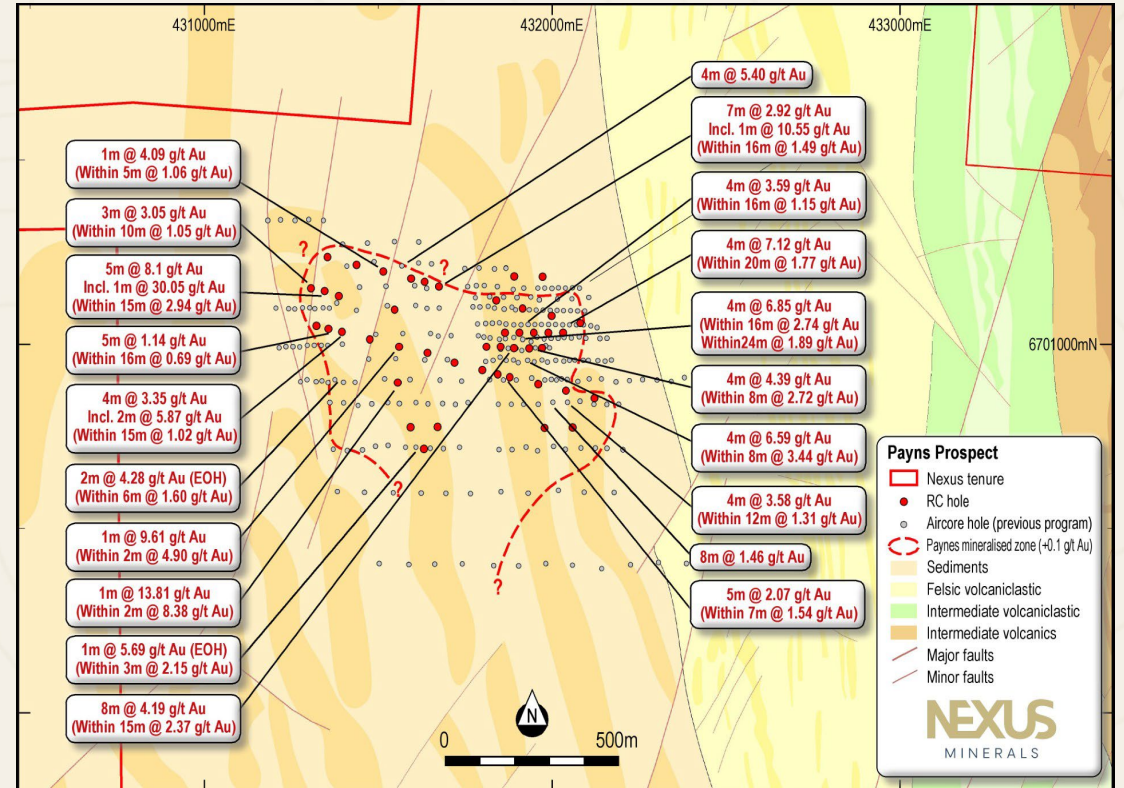 431000mE
432000mE
433000mE
6701000mN
1m @ 4.09 g/t Au
(Within 5m @ 1.06 g/t Au)
3m @ 3.05 g/t Au
(Within 10m @ 1.05 g/t Au)
5m @ 8.1 g/t Au
Incl. 1m @ 30.05 g/t Au
(Within 15m @ 2.94 g/t Au)
5m @ 1.14 g/t Au
(Within 16m @ 0.69 g/t Au)
4m @ 3.35 g/t Au
Incl. 2m @ 5.87 g/t Au
(Within 15m @ 1.02 g/t Au)
2m @ 4.28 g/t Au (EOH)
(Within 6m @ 1.60 g/t Au)
1m @ 9.61 g/t Au
(Within 2m @ 4.90 g/t Au)
1m @ 13.81 g/t Au
(Within 2m @ 8.38 g/t Au)
1m @ 5.69 g/t Au (EOH)
(Within 3m @ 2.15 g/t Au)
8m @ 4.19 g/t Au
(Within 15m @ 2.37 g/t Au)
?
?
?
?
4m @ 5.40 g/t Au
7m @ 2.92 g/t Au
Incl. 1m @ 10.55 g/t Au
(Within 16m @ 1.49 g/t Au)
4m @ 3.59 g/t Au
(Within 16m @ 1.15 g/t Au)
4m @ 7.12 g/t Au
(Within 20m @ 1.77 g/t Au)
4m @ 6.85 g/t Au
(Within 16m @ 2.74 g/t Au
Within24m @ 1.89 g/t Au)
4m @ 4.39 g/t Au
(Within 8m @ 2.72 g/t Au)
4m @ 6.59 g/t Au
(Within 8m @ 3.44 g/t Au)
4m @ 3.58 g/t Au
(Within 12m @ 1.31 g/t Au)
8m @ 1.46 g/t Au
5m @ 2.07 g/t Au
(Within 7m @ 1.54 g/t Au)
N
0 500m
Payns Prospect
Nexus tenure
RC hole
Aircore hole (previous program)
Paynes mineralised zone (+0.1 g/t Au)
Sediments
Felsic volcaniclastic
Intermediate volcaniclastic
Intermediate volcanics
Major faults
Minor faults
NEXUS
MINERALS